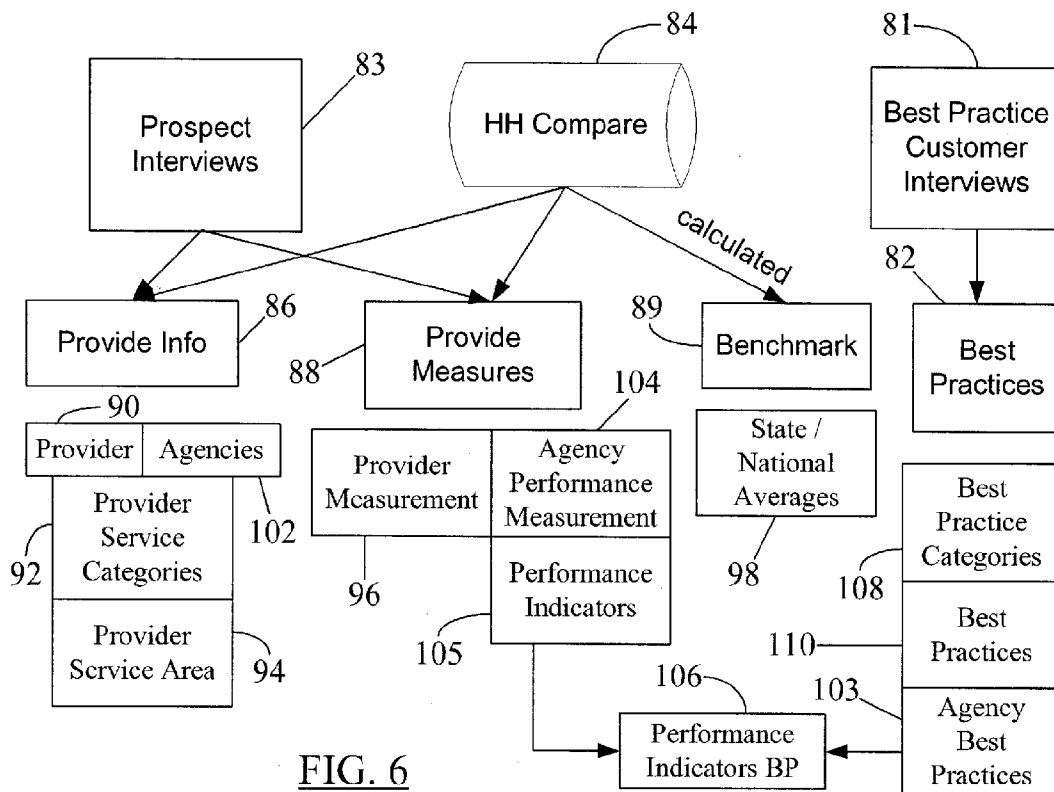 84
81
83
Prospect
Interviews
HH Compare
Best Practice
Customer
Interviews
calculated
82
86
Provide Info
88
Provide
Measures
89
Benchmark
Best
Practices
90
Provider
Agencies
102
Provider
Service
Categories
92
Provider
Service Area
94
104
Provider
Measurement
Agency
Performance
Measurement
96
Performance
Indicators
105
State /
National
Averages
98
Best
Practice
Categories
108
Best
Practices
110
103
Agency
Best
Practices
106
Performance
Indicators BP
FIG. 6